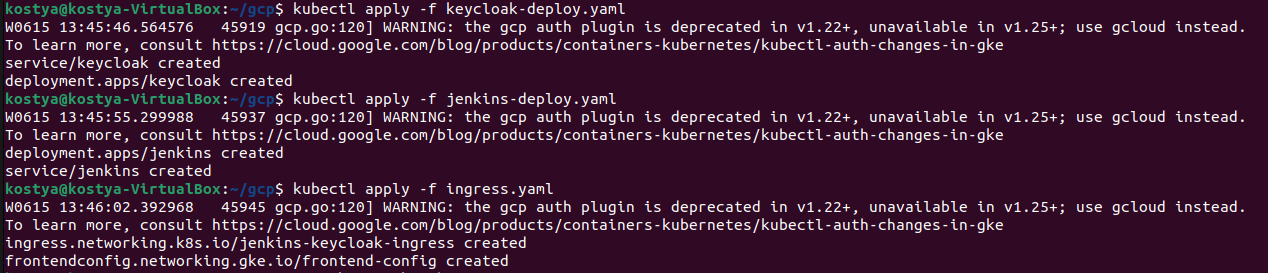 kostya@kostya-VirtualBox:~/gcp$ kubectl apply -f keycloak-deploy.yaml
W0615 13:45:46.564576   45919 gcp.go:120] WARNING: the gcp auth plugin is deprecated in v1.22+, unavailable in v1.25+; use gcloud instead.
To learn more, consult https://cloud.google.com/blog/products/containers-kubernetes/kubectl-auth-changes-in-gke
service/keycloak created
deployment.apps/keycloak created
kostya@kostya-VirtualBox:~/gcp$ kubectl apply -f jenkins-deploy.yaml
W0615 13:45:55.299988   45937 gcp.go:120] WARNING: the gcp auth plugin is deprecated in v1.22+, unavailable in v1.25+; use gcloud instead.
To learn more, consult https://cloud.google.com/blog/products/containers-kubernetes/kubectl-auth-changes-in-gke
deployment.apps/jenkins created
service/jenkins created
kostya@kostya-VirtualBox:~/gcp$ kubectl apply -f ingress.yaml
W0615 13:46:02.392968   45945 gcp.go:120] WARNING: the gcp auth plugin is deprecated in v1.22+, unavailable in v1.25+; use gcloud instead.
To learn more, consult https://cloud.google.com/blog/products/containers-kubernetes/kubectl-auth-changes-in-gke
ingress.networking.k8s.io/jenkins-keycloak-ingress created
frontendconfig.networking.gke.io/frontend-config created